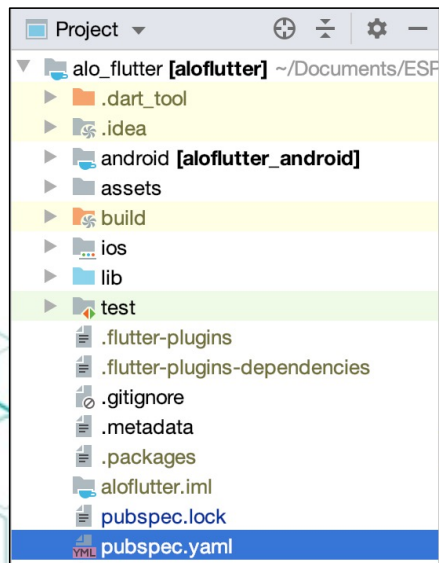 Project
alo_flutter [aloflutter] ~/Documents/ESF
.dart_tool
.idea
android [aloflutter_android]
assets
build
ios
lib
test
.flutter-plugins
.flutter-plugins-dependencies
.gitignore
.metadata
.packages
aloflutter.iml
pubspec.lock
YML pubspec.yaml